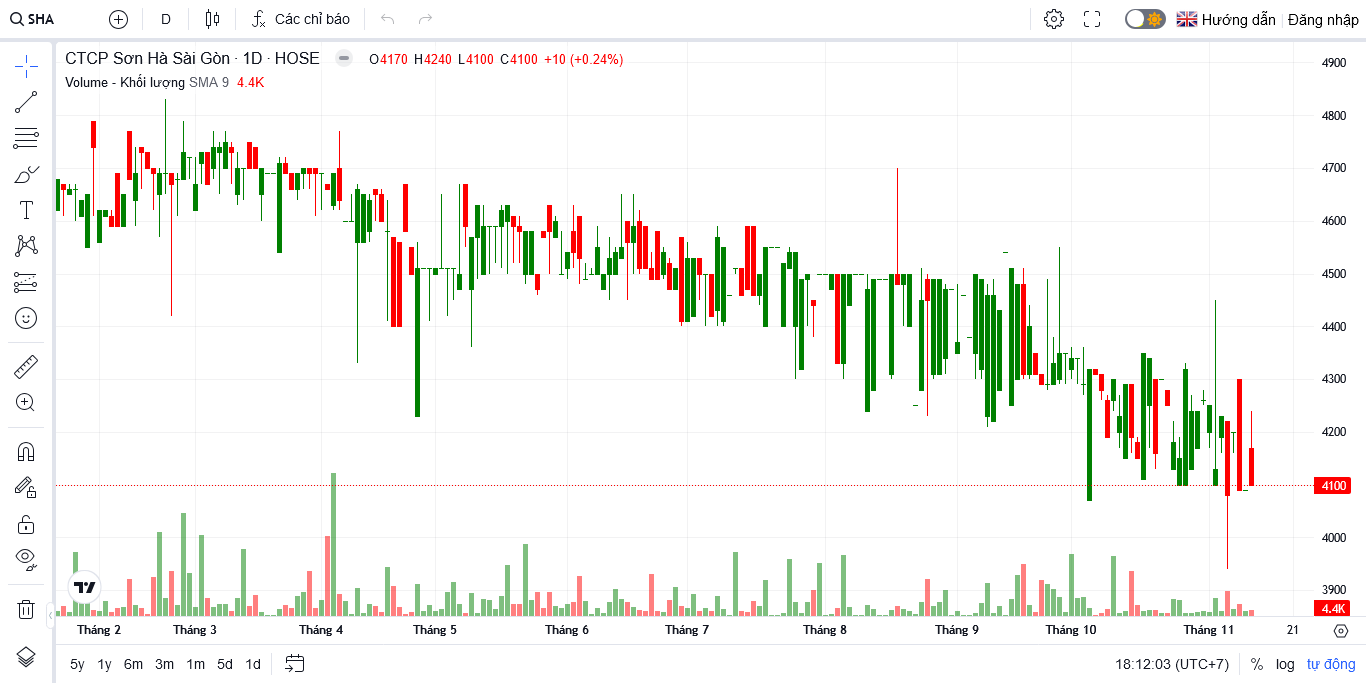 SHA D Các chỉ báo Hướng dẫn Đăng nhập
CTCP Sơn Hà Sài Gòn · 1D · HOSE O4170 H4240 L4100 C4100 +10 (+0.24%)
Volume - Khối lượng SMA 9 4.4K
4900
4800
4700
4600
4500
4400
4300
4200
4100
4000
3900
4.4K
Tháng 2 Tháng 3 Tháng 4 Tháng 5 Tháng 6 Tháng 7 Tháng 8 Tháng 9 Tháng 10 Tháng 11 21
5y 1y 6m 3m 1m 5d 1d 18:12:03 (UTC+7) % log tự động